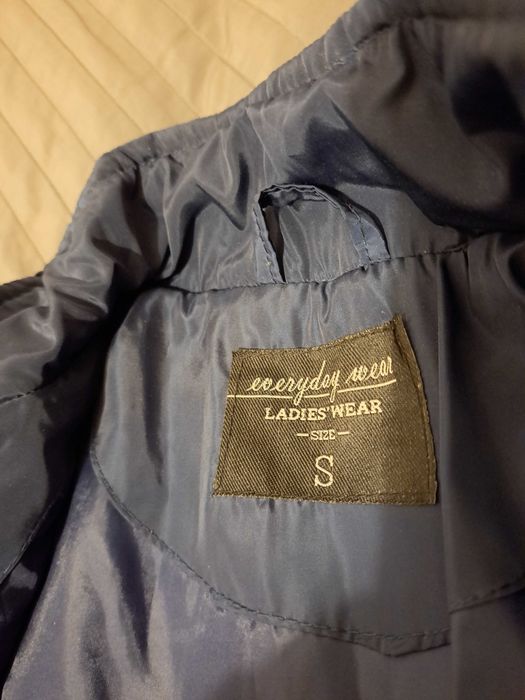 everyday wear
LADIES' WEAR
— SIZE —
S